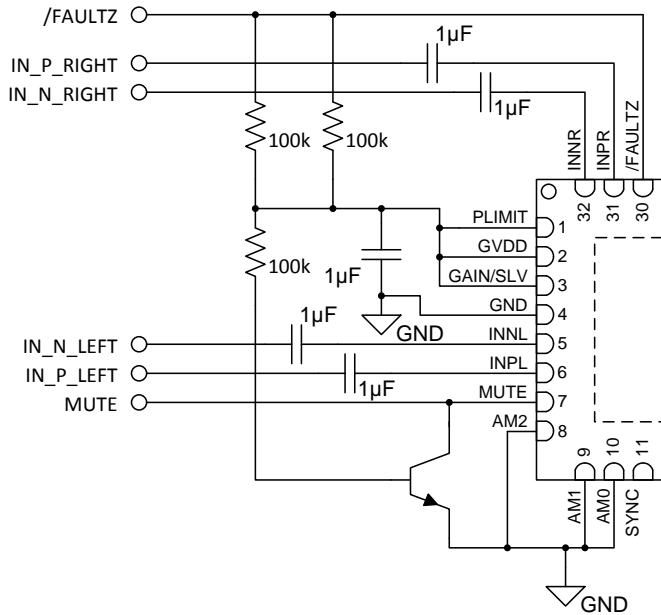 /FAULTZ
1µF
IN_P_RIGHT
IN_N_RIGHT
1µF
100k
100k
INNR
INPR
/FAULTZ
32
31
30
PLIMIT
1
GVDD
2
100k
1µF
GAIN/SLV
3
GND
4
GND
1µF
IN_N_LEFT
INNL
5
IN_P_LEFT
INPL
6
1µF
MUTE
MUTE
7
AM2
8
9
10
11
AM1
AM0
SYNC
GND